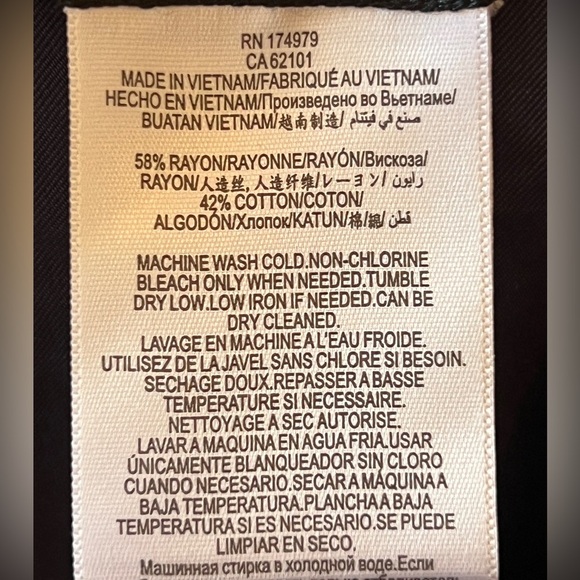 RN 174979
CA 62101
MADE IN VIETNAM/FABRIQUÉ AU VIETNAM/
HECHO EN VIETNAM/Произведено во Вьетнаме/
BUATAN VIETNAM/越南制造/ صنع في فيتنام
58% RAYON/RAYONNE/RAYÓN/Вискоза/
RAYON/人造丝, 人造纤维/レーヨン/ رايون
42% COTTON/COTON/
ALGODÓN/Хлопок/KATUN/棉/綿/ قطن
MACHINE WASH COLD.NON-CHLORINE
BLEACH ONLY WHEN NEEDED.TUMBLE
DRY LOW.LOW IRON IF NEEDED.CAN BE
DRY CLEANED.
LAVAGE EN MACHINE A L'EAU FROIDE.
UTILISEZ DE LA JAVEL SANS CHLORE SI BESOIN.
SECHAGE DOUX.REPASSER A BASSE
TEMPERATURE SI NECESSAIRE.
NETTOYAGE A SEC AUTORISE.
LAVAR A MAQUINA EN AGUA FRIA.USAR
ÚNICAMENTE BLANQUEADOR SIN CLORO
CUANDO NECESARIO.SECAR A MÁQUINA A
BAJA TEMPERATURA.PLANCHA A BAJA
TEMPERATURA SI ES NECESARIO.SE PUEDE
LIMPIAR EN SECO,
Машинная стирка в холодной воде.Если